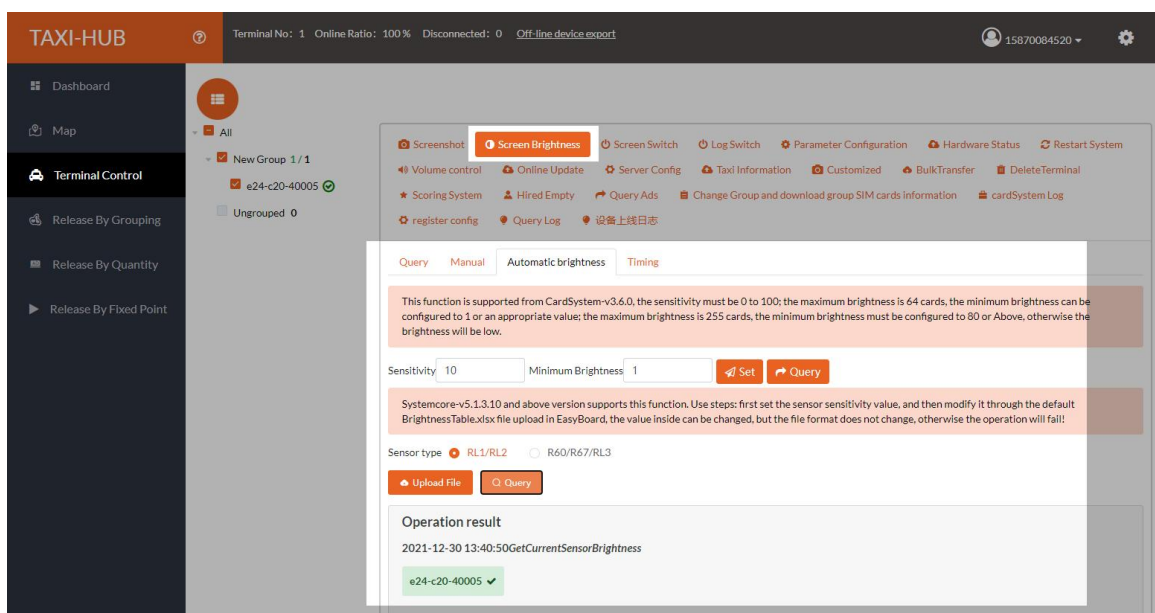 TAXI-HUB
Terminal No: 1 Online Ratio: 100 % Disconnected: 0 Off-line device export
15870084520
Dashboard
Map
Terminal Control
Release By Grouping
Release By Quantity
Release By Fixed Point
All
New Group 1/1
e24-c20-40005
Ungrouped 0
Screenshot Screen Brightness Screen Switch Log Switch Parameter Configuration Hardware Status Restart System
Volume control Online Update Server Config Taxi Information Customized BulkTransfer DeleteTerminal
Scoring System Hired Empty Query Ads Change Group and download group SIM cards information cardSystem Log
register config Query Log 设备上线日志
Query Manual Automatic brightness Timing
This function is supported from CardSystem-v3.6.0, the sensitivity must be 0 to 100; the maximum brightness is 64 cards, the minimum brightness can be
configured to 1 or an appropriate value; the maximum brightness is 255 cards, the minimum brightness must be configured to 80 or Above, otherwise the
brightness will be low.
Sensitivity 10 Minimum Brightness 1 Set Query
Systemcore-v5.1.3.10 and above version supports this function. Use steps: first set the sensor sensitivity value, and then modify it through the default
BrightnessTable.xlsx file upload in EasyBoard, the value inside can be changed, but the file format does not change, otherwise the operation will fail!
Sensor type RL1/RL2 R60/R67/RL3
Upload File Query
Operation result
2021-12-30 13:40:50GetCurrentSensorBrightness
e24-c20-40005